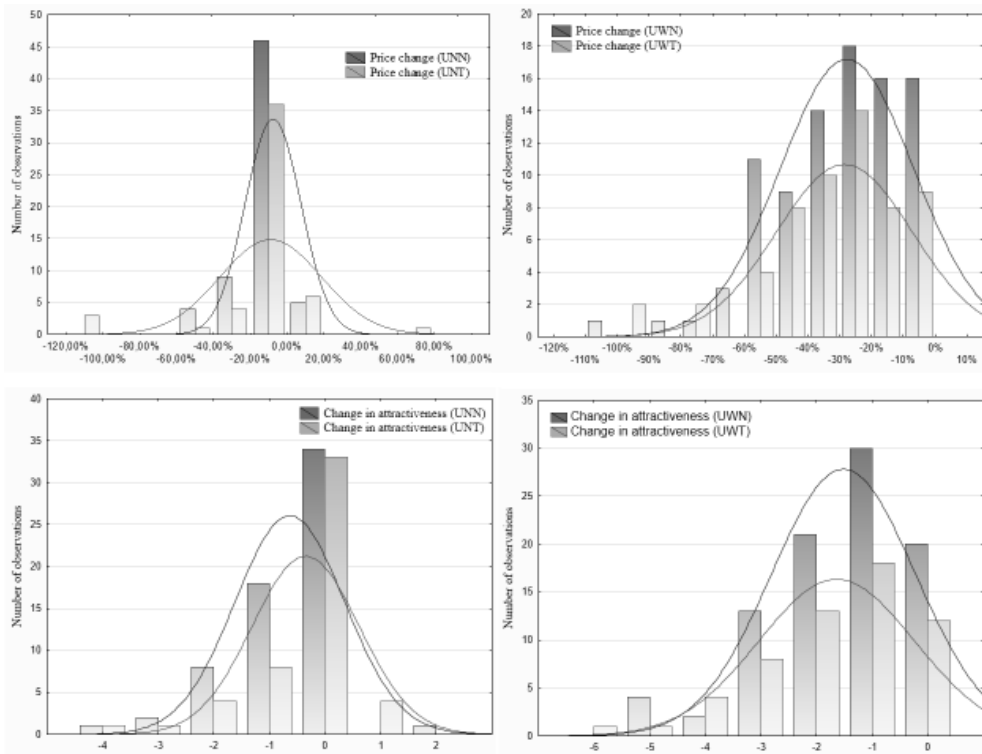 50
45
40
35
30
25
20
15
10
5
0
Number of observations
Price change (UNN)
Price change (UNT)
-120,00% -80,00% -40,00% 0,00% 40,00% 80,00%
-100,00% -60,00% -20,00% 20,00% 60,00% 100,00%
20
18
16
14
12
10
8
6
4
2
0
Number of observations
Price change (UWN)
Price change (UWT)
-120% -100% -80% -60% -40% -20% 0%
-110% -90% -70% -50% -30% -10% 10%
40
35
30
25
20
15
10
5
0
Number of observations
Change in attractiveness (UNN)
Change in attractiveness (UNT)
-4 -3 -2 -1 0 1 2
35
30
25
20
15
10
5
0
Number of observations
Change in attractiveness (UWN)
Change in attractiveness (UWT)
-6 -5 -4 -3 -2 -1 0